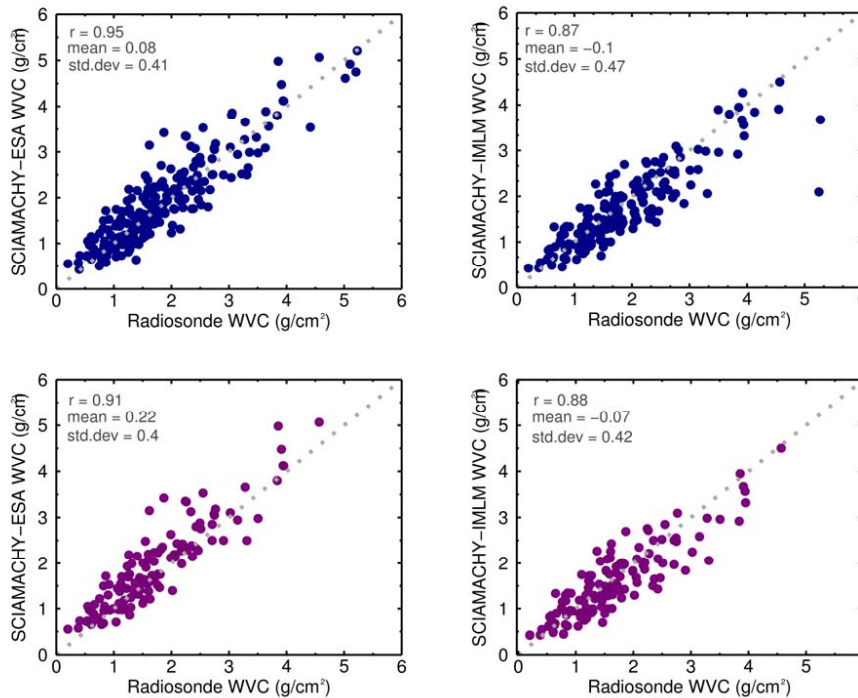 r = 0.95
mean = 0.08
std.dev = 0.41
SCIAMACHY−ESA WVC (g/cm²)
6
5
4
3
2
1
0
0 1 2 3 4 5 6
Radiosonde WVC (g/cm²)
r = 0.87
mean = −0.1
std.dev = 0.47
SCIAMACHY−IMLM WVC (g/cm²)
6
5
4
3
2
1
0
0 1 2 3 4 5
Radiosonde WVC (g/cm²)
r = 0.91
mean = 0.22
std.dev = 0.4
SCIAMACHY−ESA WVC (g/cm²)
6
5
4
3
2
1
0
0 1 2 3 4 5 6
Radiosonde WVC (g/cm²)
r = 0.88
mean = −0.07
std.dev = 0.42
SCIAMACHY−IMLM WVC (g/cm²)
6
5
4
3
2
1
0
0 1 2 3 4 5
Radiosonde WVC (g/cm²)